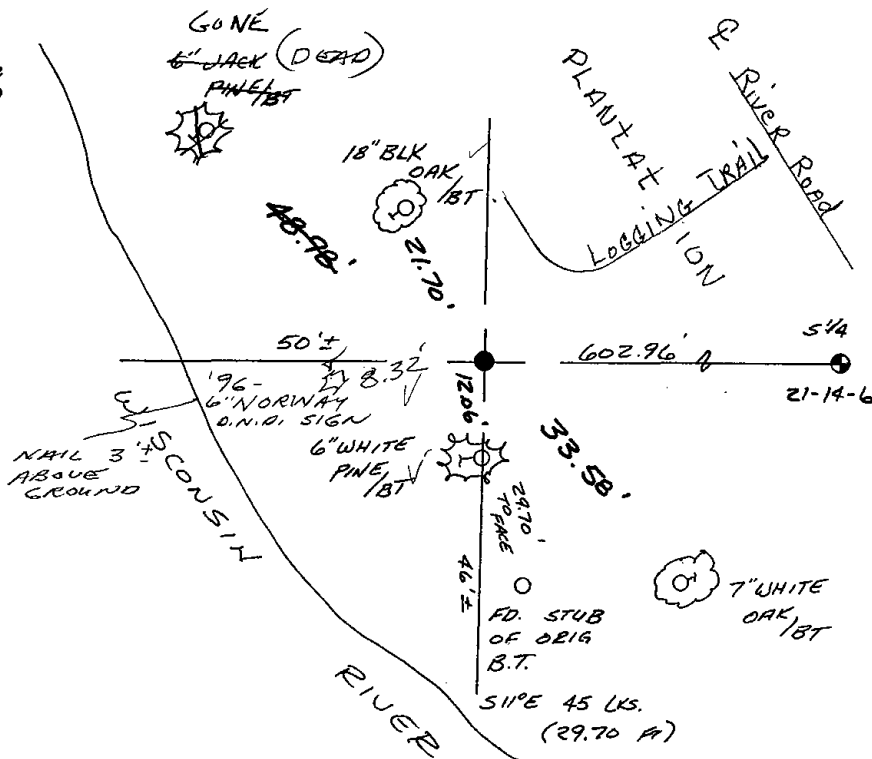 GONE
6" JACK (DEAD)
PINE/BT
18" BLK
OAK
/BT
48.98'
21.70'
PLANTATION
LOGGING TRAIL
℄ River Road
50'±
602.96'
S 1/4
21-14-6
8.32'
'96-
6" NORWAY
D.N.D. SIGN
NAIL 3'±
ABOVE
GROUND
12.06'
6" WHITE
PINE
/BT
33.58'
29.70'
TO FACE
46'±
7" WHITE
OAK
/BT
FD. STUB
OF ORIG
B.T.
S11°E 45 LKS.
(29.70 FT)
WISCONSIN
RIVER